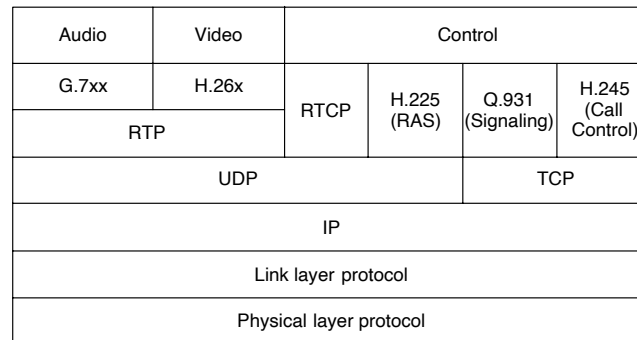 Audio
Video
Control
G.7xx
H.26x
RTCP
H.225
(RAS)
Q.931
(Signaling)
H.245
(Call
Control)
RTP
UDP
TCP
IP
Link layer protocol
Physical layer protocol